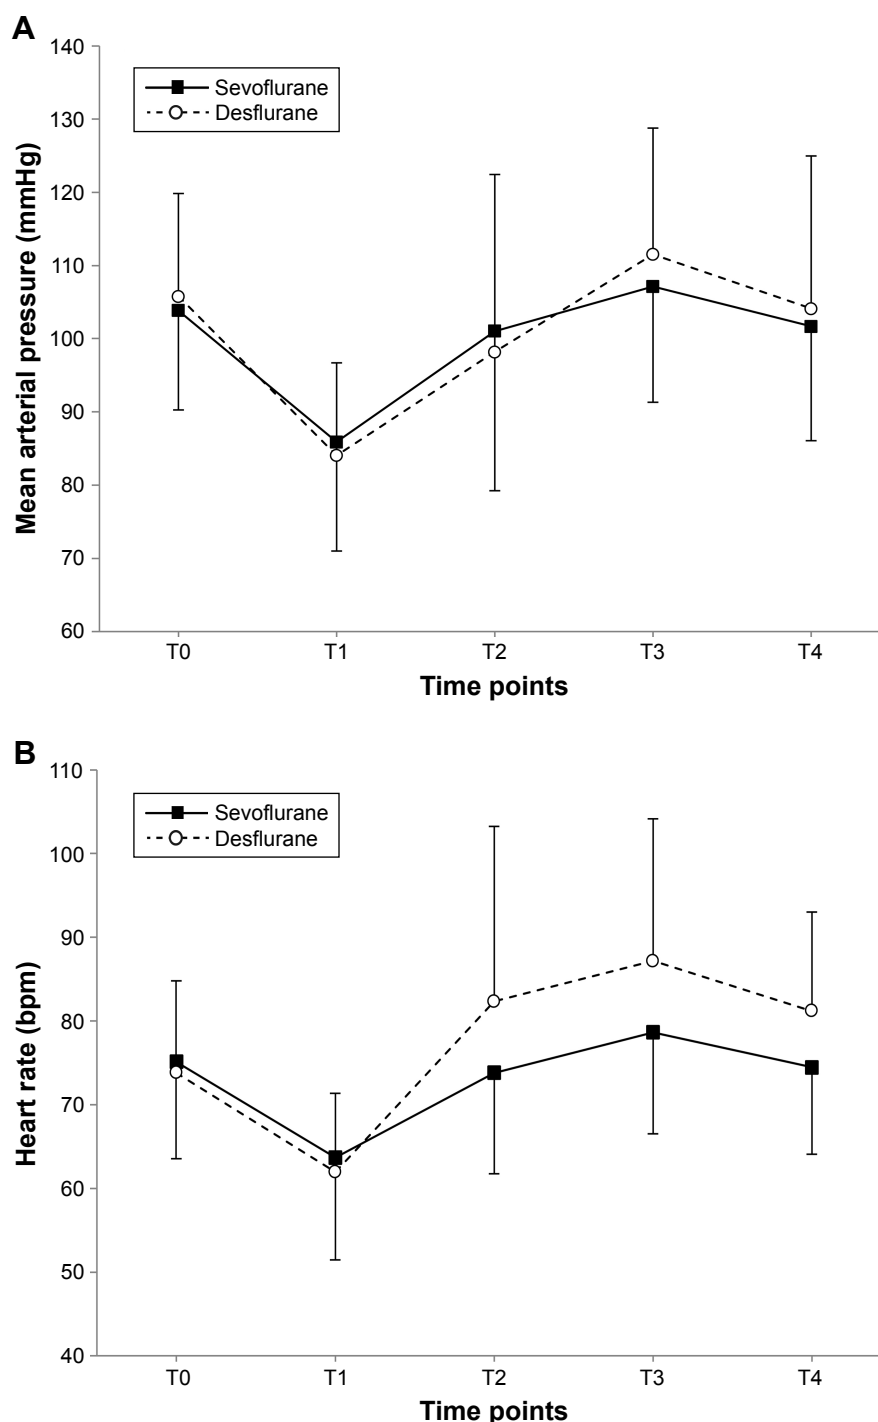 A
140
130
120
110
100
90
80
70
60
Mean arterial pressure (mmHg)
Sevoflurane
Desflurane
T0 T1 T2 T3 T4
Time points
B
110
100
90
80
70
60
50
40
Heart rate (bpm)
Sevoflurane
Desflurane
T0 T1 T2 T3 T4
Time points